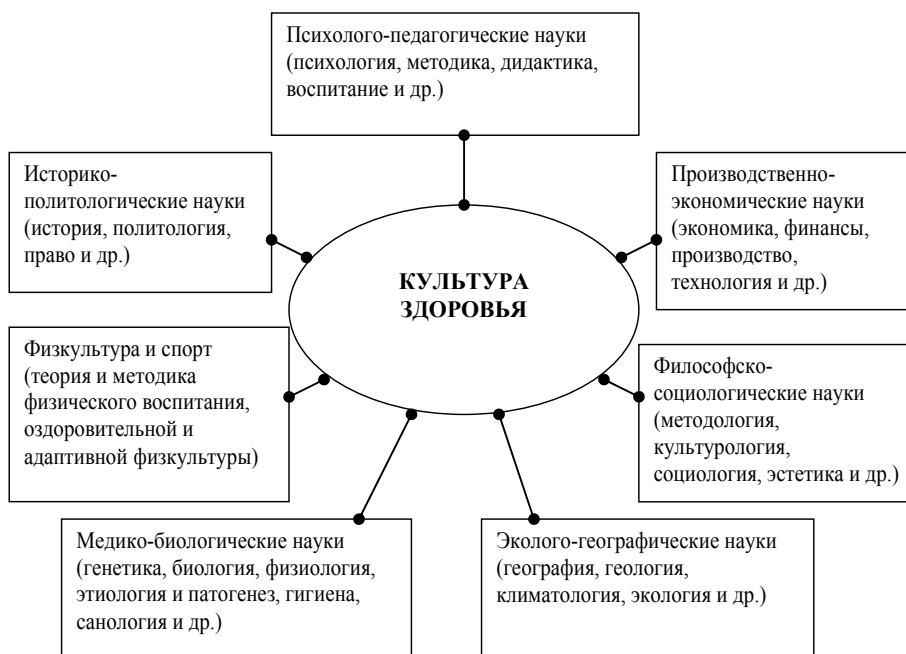 Психолого-педагогические науки
(психология, методика, дидактика,
воспитание и др.)
Историко-
политологические науки
(история, политология,
право и др.)
Производственно-
экономические науки
(экономика, финансы,
производство,
технология и др.)
КУЛЬТУРА
ЗДОРОВЬЯ
Физкультура и спорт
(теория и методика
физического воспитания,
оздоровительной и
адаптивной физкультуры)
Философско-
социологические науки
(методология,
культурология,
социология, эстетика и др.)
Медико-биологические науки
(генетика, биология, физиология,
этиология и патогенез, гигиена,
санология и др.)
Эколого-географические науки
(география, геология,
климатология, экология и др.)